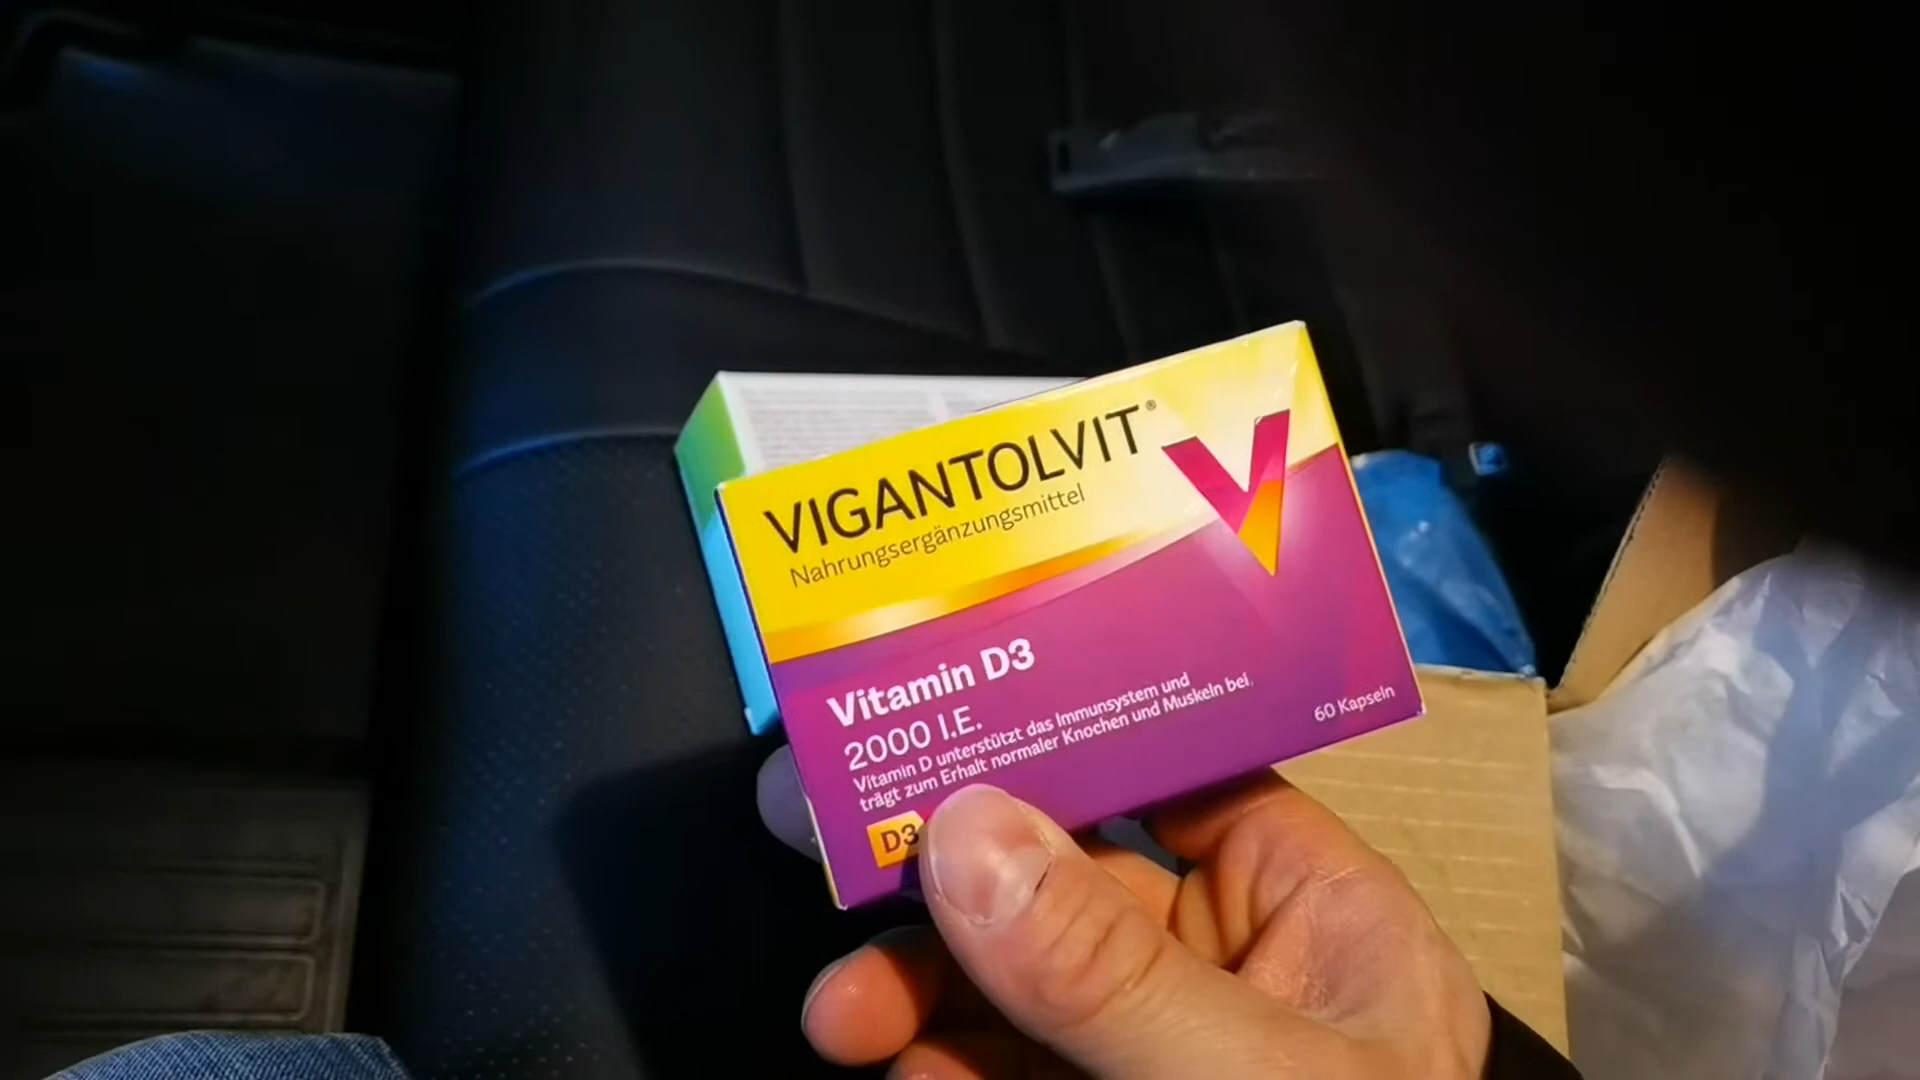 VIGANTOLVIT®
Nahrungsergänzungsmittel
Vitamin D3
2000 I.E.
Vitamin D unterstützt das Immunsystem und
trägt zum Erhalt normaler Knochen und Muskeln bei.
60 Kapseln
D3